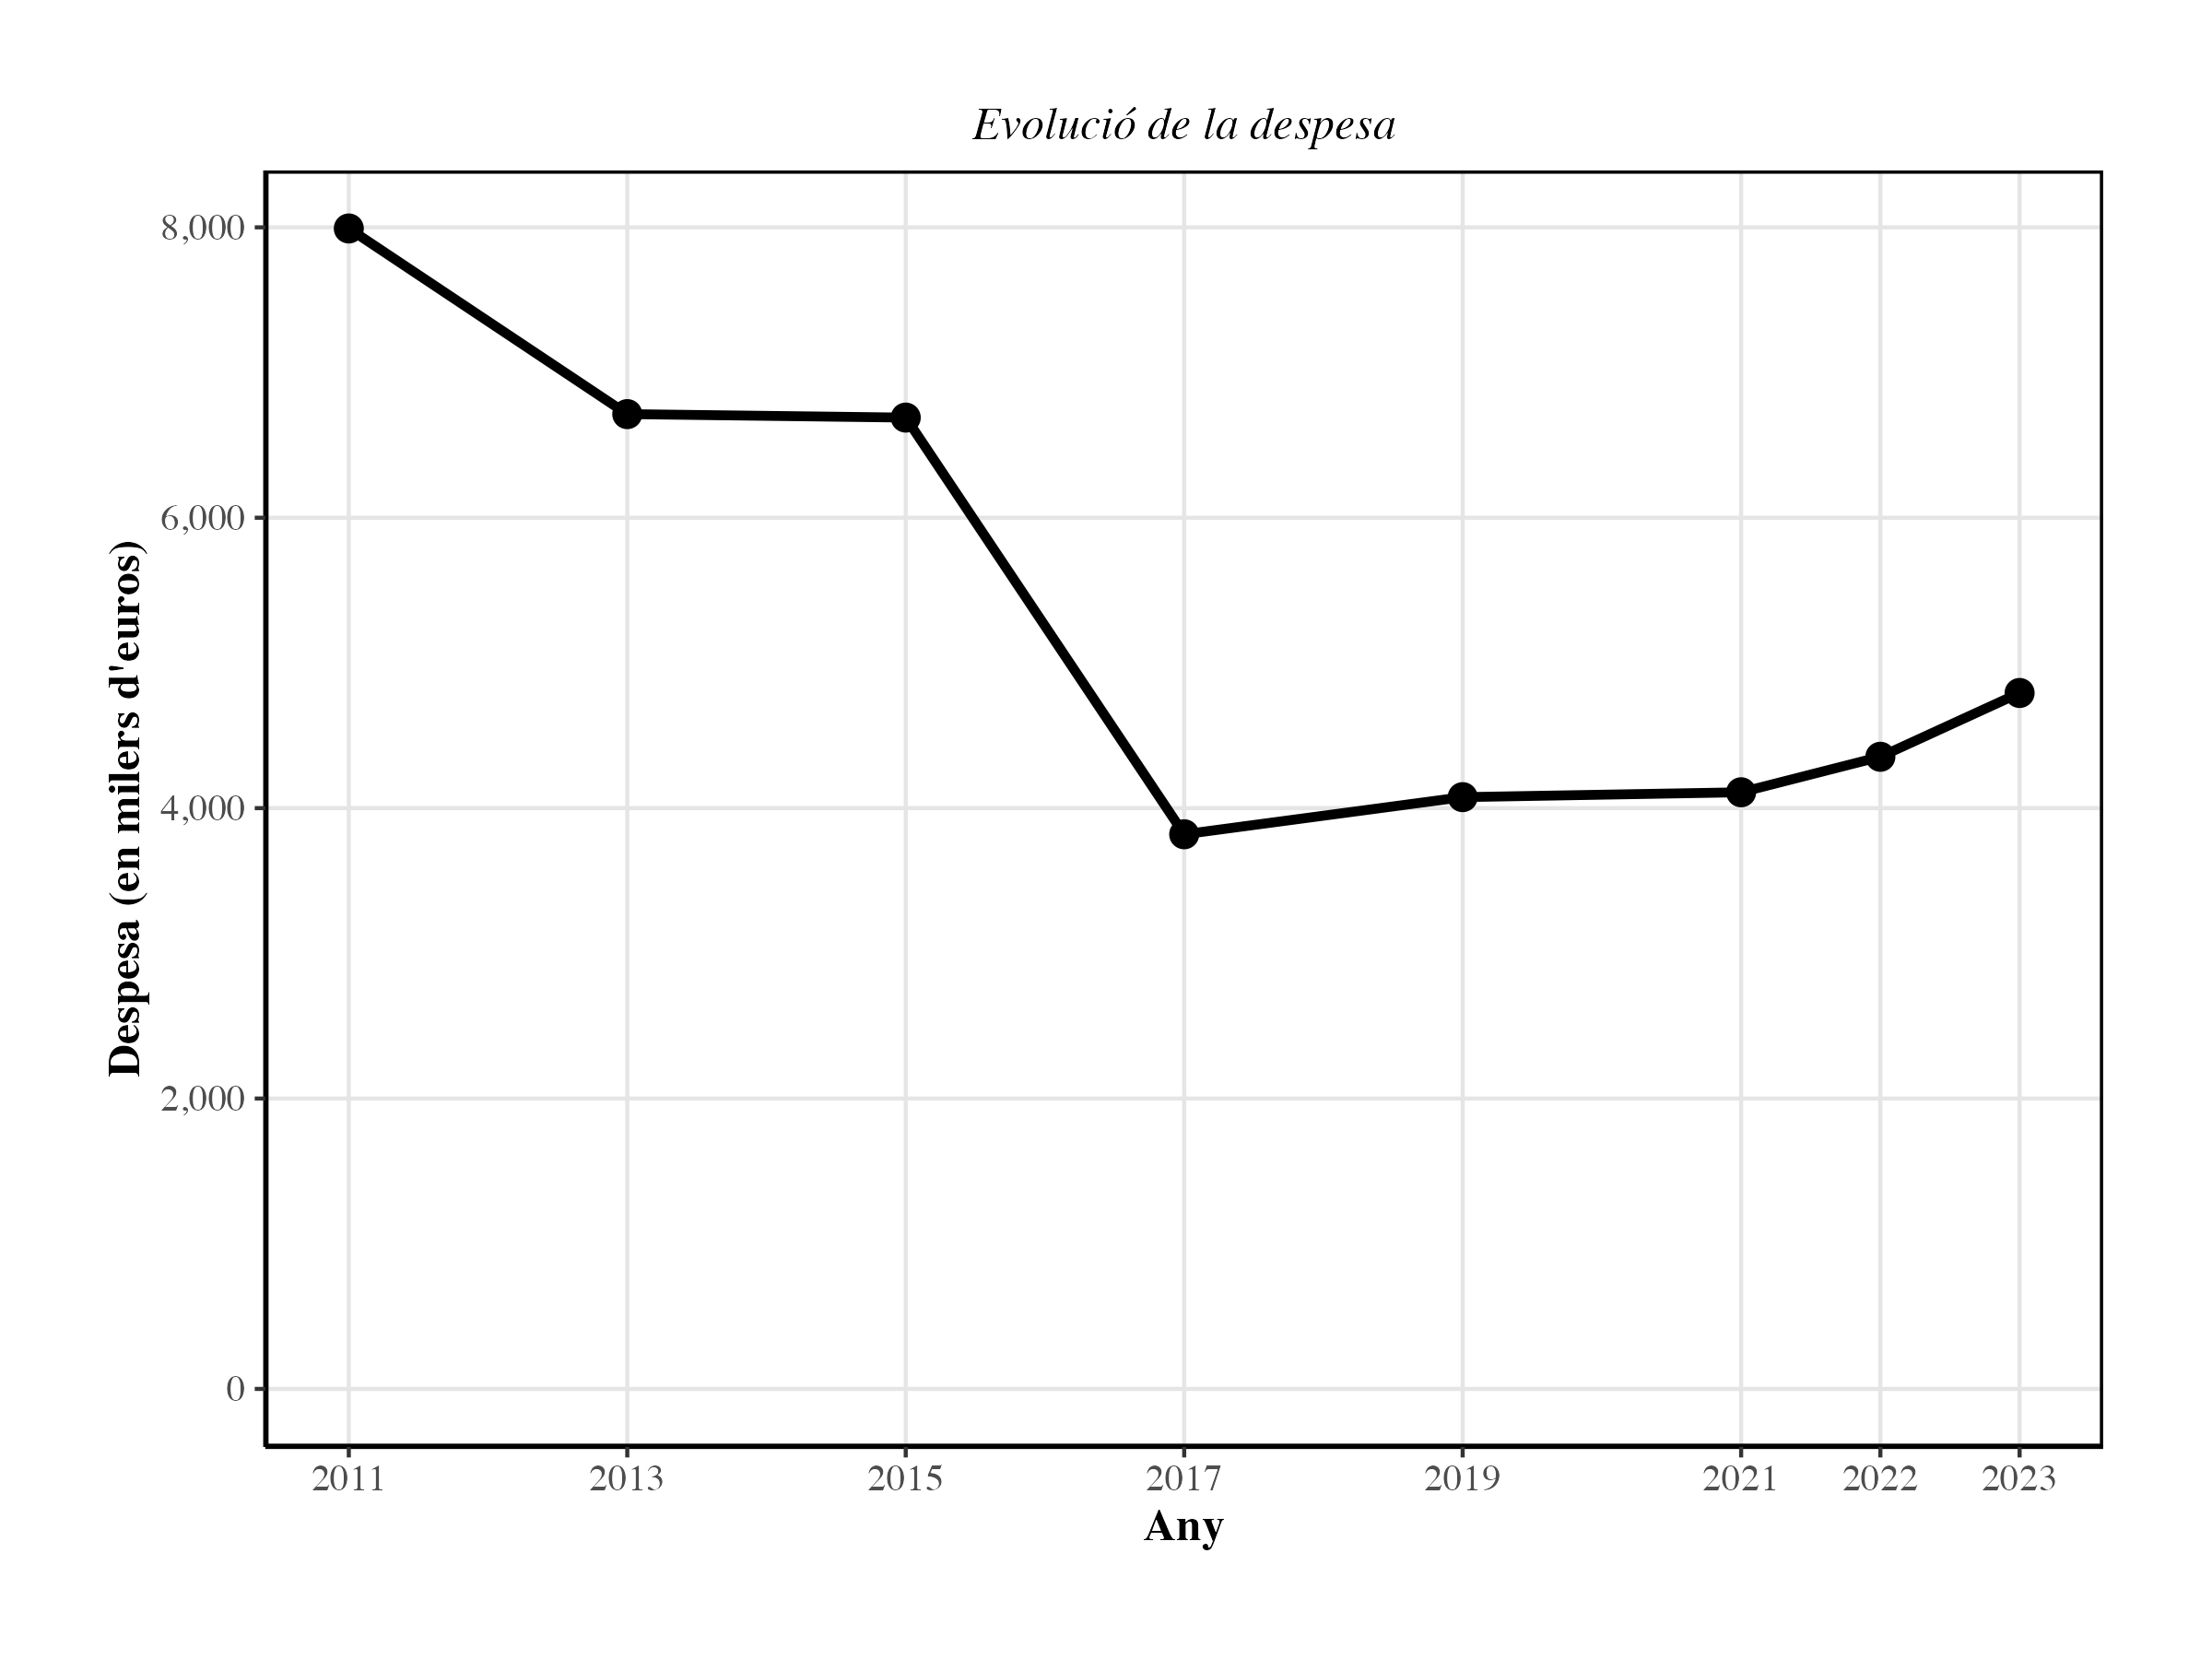 Evolució de la despesa
Despesa (en milers d'euros)
8,000
6,000
4,000
2,000
0
2011 2013 2015 2017 2019 2021 2022 2023
Any